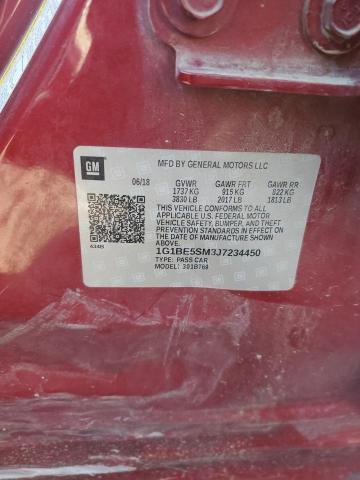 GM
MFD BY GENERAL MOTORS LLC
06/18 GVWR GAWR FRT GAWR RR
1737 KG 915 KG 822 KG
3830 LB 2017 LB 1813 LB
THIS VEHICLE CONFORMS TO ALL
APPLICABLE U.S. FEDERAL MOTOR
VEHICLE SAFETY, BUMPER, AND THEFT
PREVENTION STANDARDS IN EFFECT ON
THE DATE OF MANUFACTURE SHOWN ABOVE.
1G1BE5SM3J7234450
TYPE: PASS CAR
MODEL: 301B769